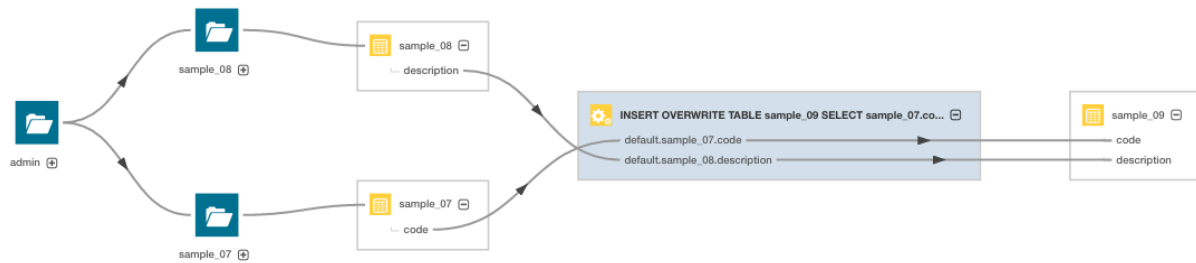 admin
sample_08
sample_07
sample_08
description
sample_07
code
INSERT OVERWRITE TABLE sample_09 SELECT sample_07.co...
default.sample_07.code
default.sample_08.description
sample_09
code
description